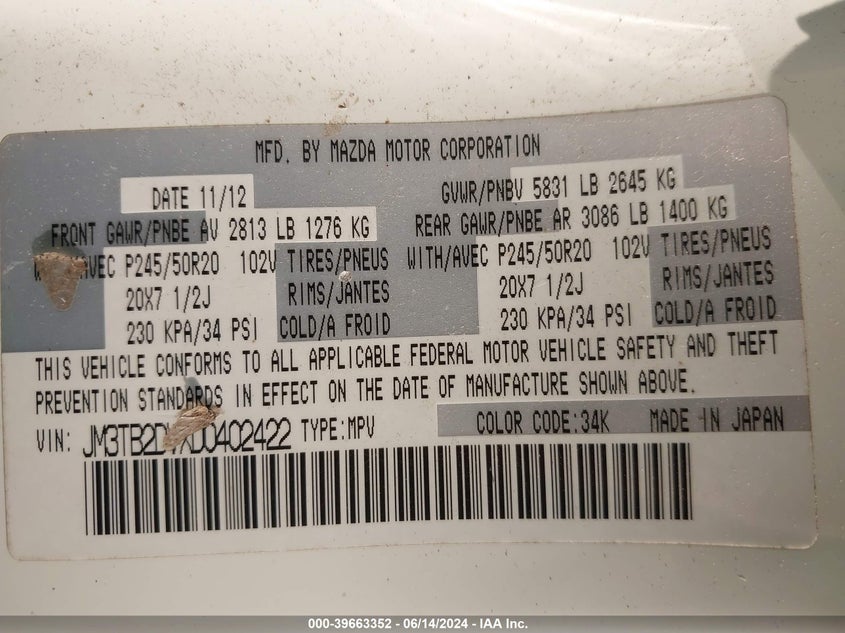 MFD. BY MAZDA MOTOR CORPORATION
DATE 11/12 GVWR/PNBV 5831 LB 2645 KG
FRONT GAWR/PNBE AV 2813 LB 1276 KG REAR GAWR/PNBE AR 3086 LB 1400 KG
P245/50R20 102V TIRES/PNEUS WITH/AVEC P245/50R20 102V TIRES/PNEUS
20X7 1/2J RIMS/JANTES 20X7 1/2J RIMS/JANTES
230 KPA/34 PSI COLD/A FROID 230 KPA/34 PSI COLD/A FROID
THIS VEHICLE CONFORMS TO ALL APPLICABLE FEDERAL MOTOR VEHICLE SAFETY AND THEFT
PREVENTION STANDARDS IN EFFECT ON THE DATE OF MANUFACTURE SHOWN ABOVE.
VIN: TYPE:MPV COLOR CODE:34K MADE IN JAPAN
000-39663352 - 06/14/2024 - IAA Inc.